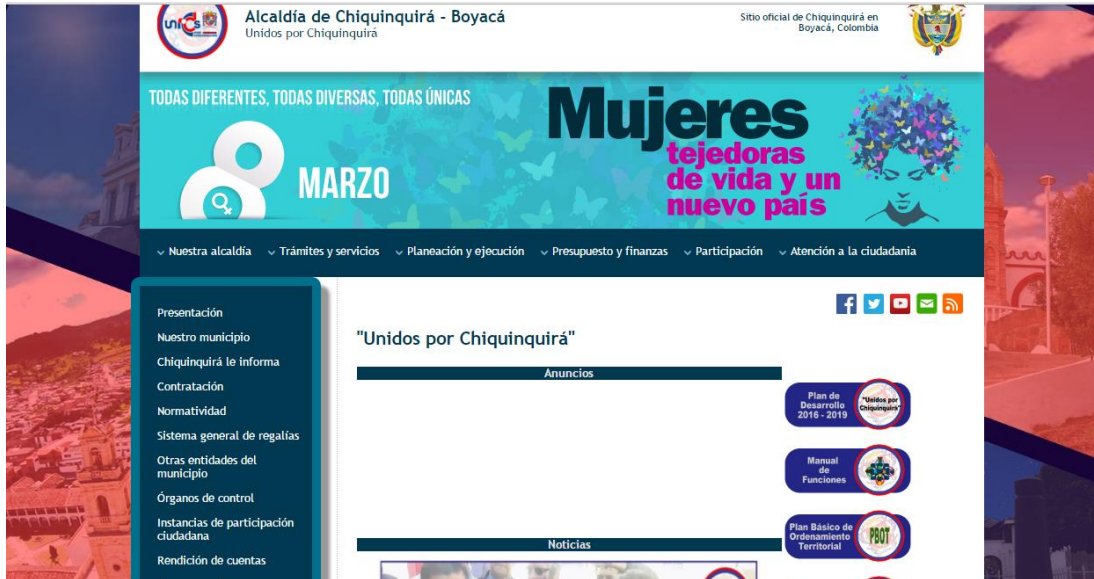 Alcaldía de Chiquinquirá - Boyacá
Unidos por Chiquinquirá
Sitio oficial de Chiquinquirá en
Boyacá, Colombia
TODAS DIFERENTES, TODAS DIVERSAS, TODAS ÚNICAS
8
MARZO
Mujeres
tejedoras
de vida y un
nuevo país
Nuestra alcaldía
Trámites y servicios
Planeación y ejecución
Presupuesto y finanzas
Participación
Atención a la ciudadania
Presentación
Nuestro municipio
Chiquinquirá le informa
Contratación
Normatividad
Sistema general de regalías
Otras entidades del
municipio
Órganos de control
Instancias de participación
ciudadana
Rendición de cuentas
"Unidos por Chiquinquirá"
Anuncios
Noticias
Plan de
Desarrollo
2016 - 2019
"Unidos por
Chiquinquirá"
Manual
de
Funciones
Plan Básico de
Ordenamiento
Territorial
PBOT